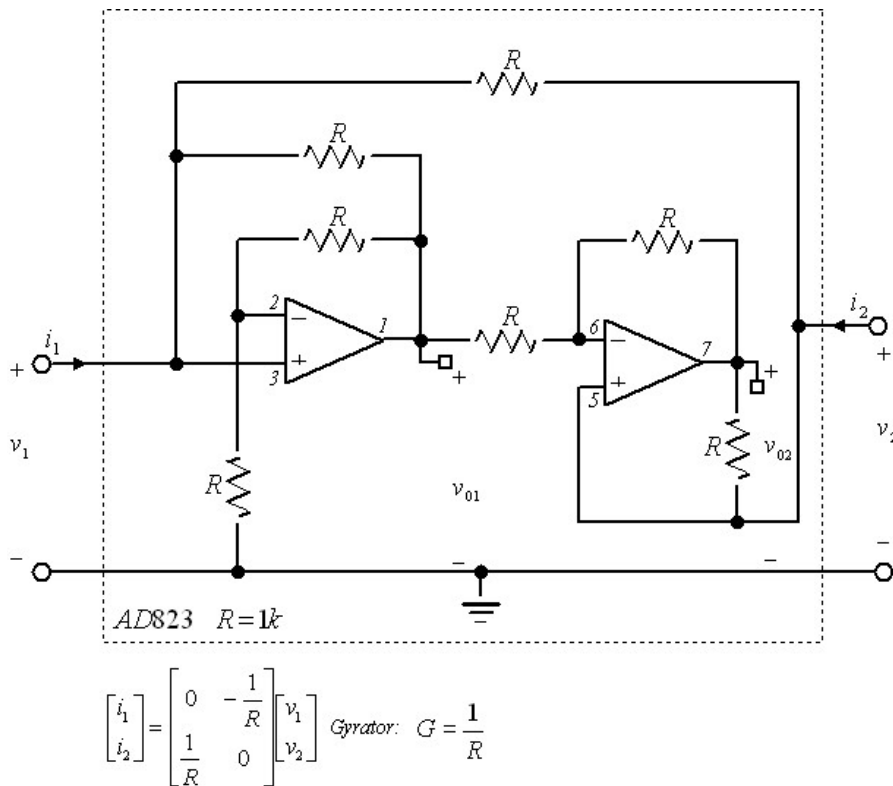 R
R
R
2
−
1
R
6
−
R
7
i₁
+
3
+
+
5
+
+
i₂
+
+
v₁
R
v₀₁
R
v₀₂
v₂
−
−
−
−
AD823 R=1k
[i₁ i₂] = [0 −1/R 1/R 0] [v₁ v₂] Gyrator: G = 1/R